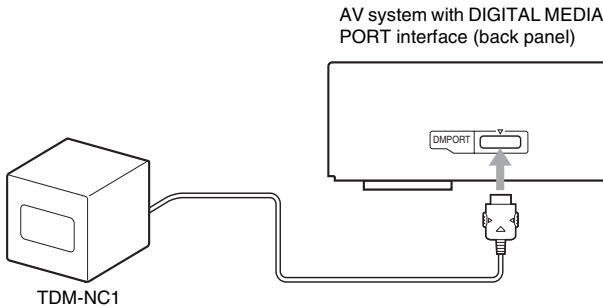 AV system with DIGITAL MEDIA
PORT interface (back panel)
DMPORT
TDM-NC1